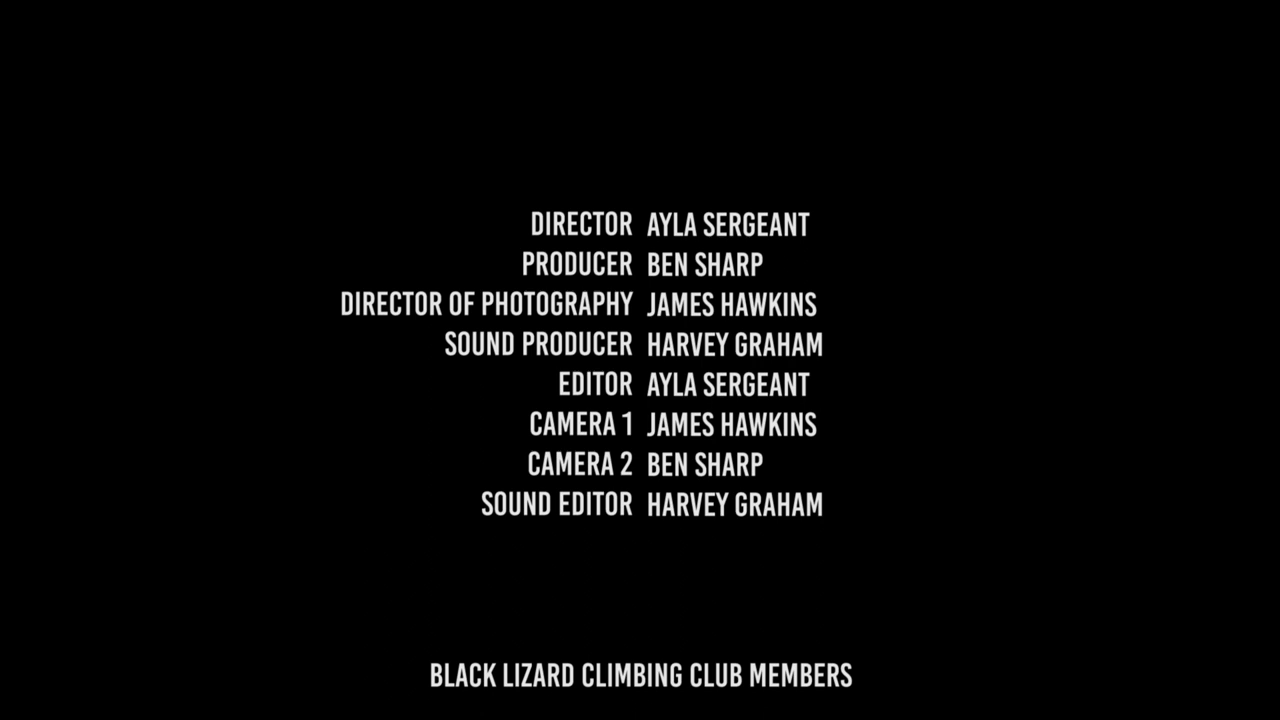 DIRECTOR AYLA SERGEANT
PRODUCER BEN SHARP
DIRECTOR OF PHOTOGRAPHY JAMES HAWKINS
SOUND PRODUCER HARVEY GRAHAM
EDITOR AYLA SERGEANT
CAMERA 1 JAMES HAWKINS
CAMERA 2 BEN SHARP
SOUND EDITOR HARVEY GRAHAM
BLACK LIZARD CLIMBING CLUB MEMBERS